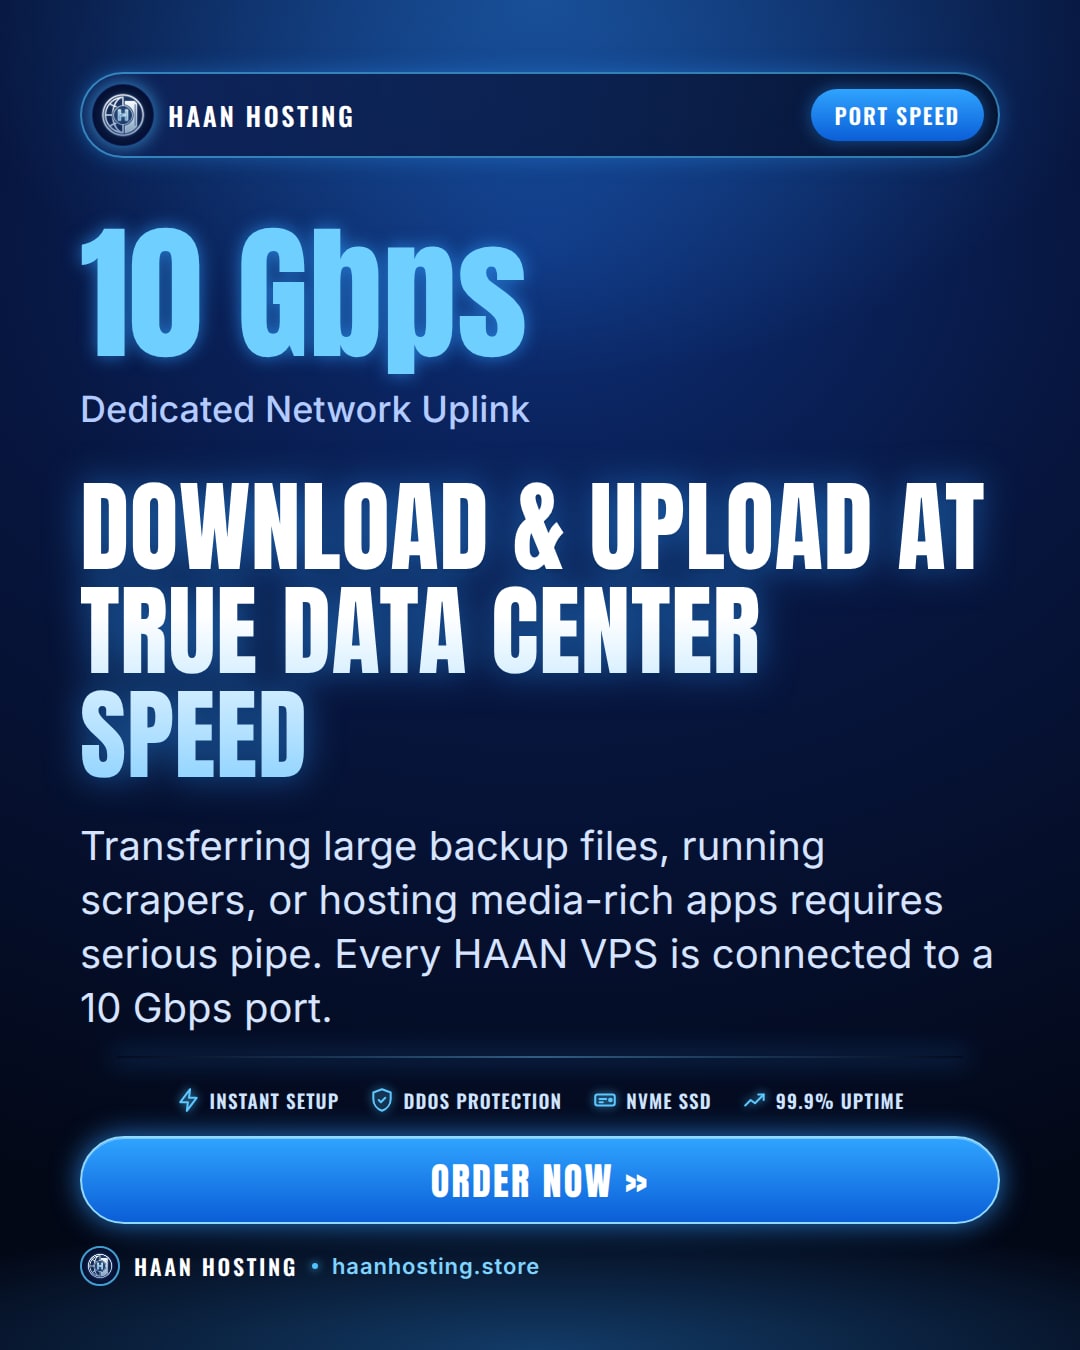 HAAN HOSTING
PORT SPEED
10 Gbps
Dedicated Network Uplink
DOWNLOAD & UPLOAD AT
TRUE DATA CENTER
SPEED
Transferring large backup files, running
scrapers, or hosting media-rich apps requires
serious pipe. Every HAAN VPS is connected to a
10 Gbps port.
INSTANT SETUP
DDOS PROTECTION
NVME SSD
99.9% UPTIME
ORDER NOW »
HAAN HOSTING • haanhosting.store